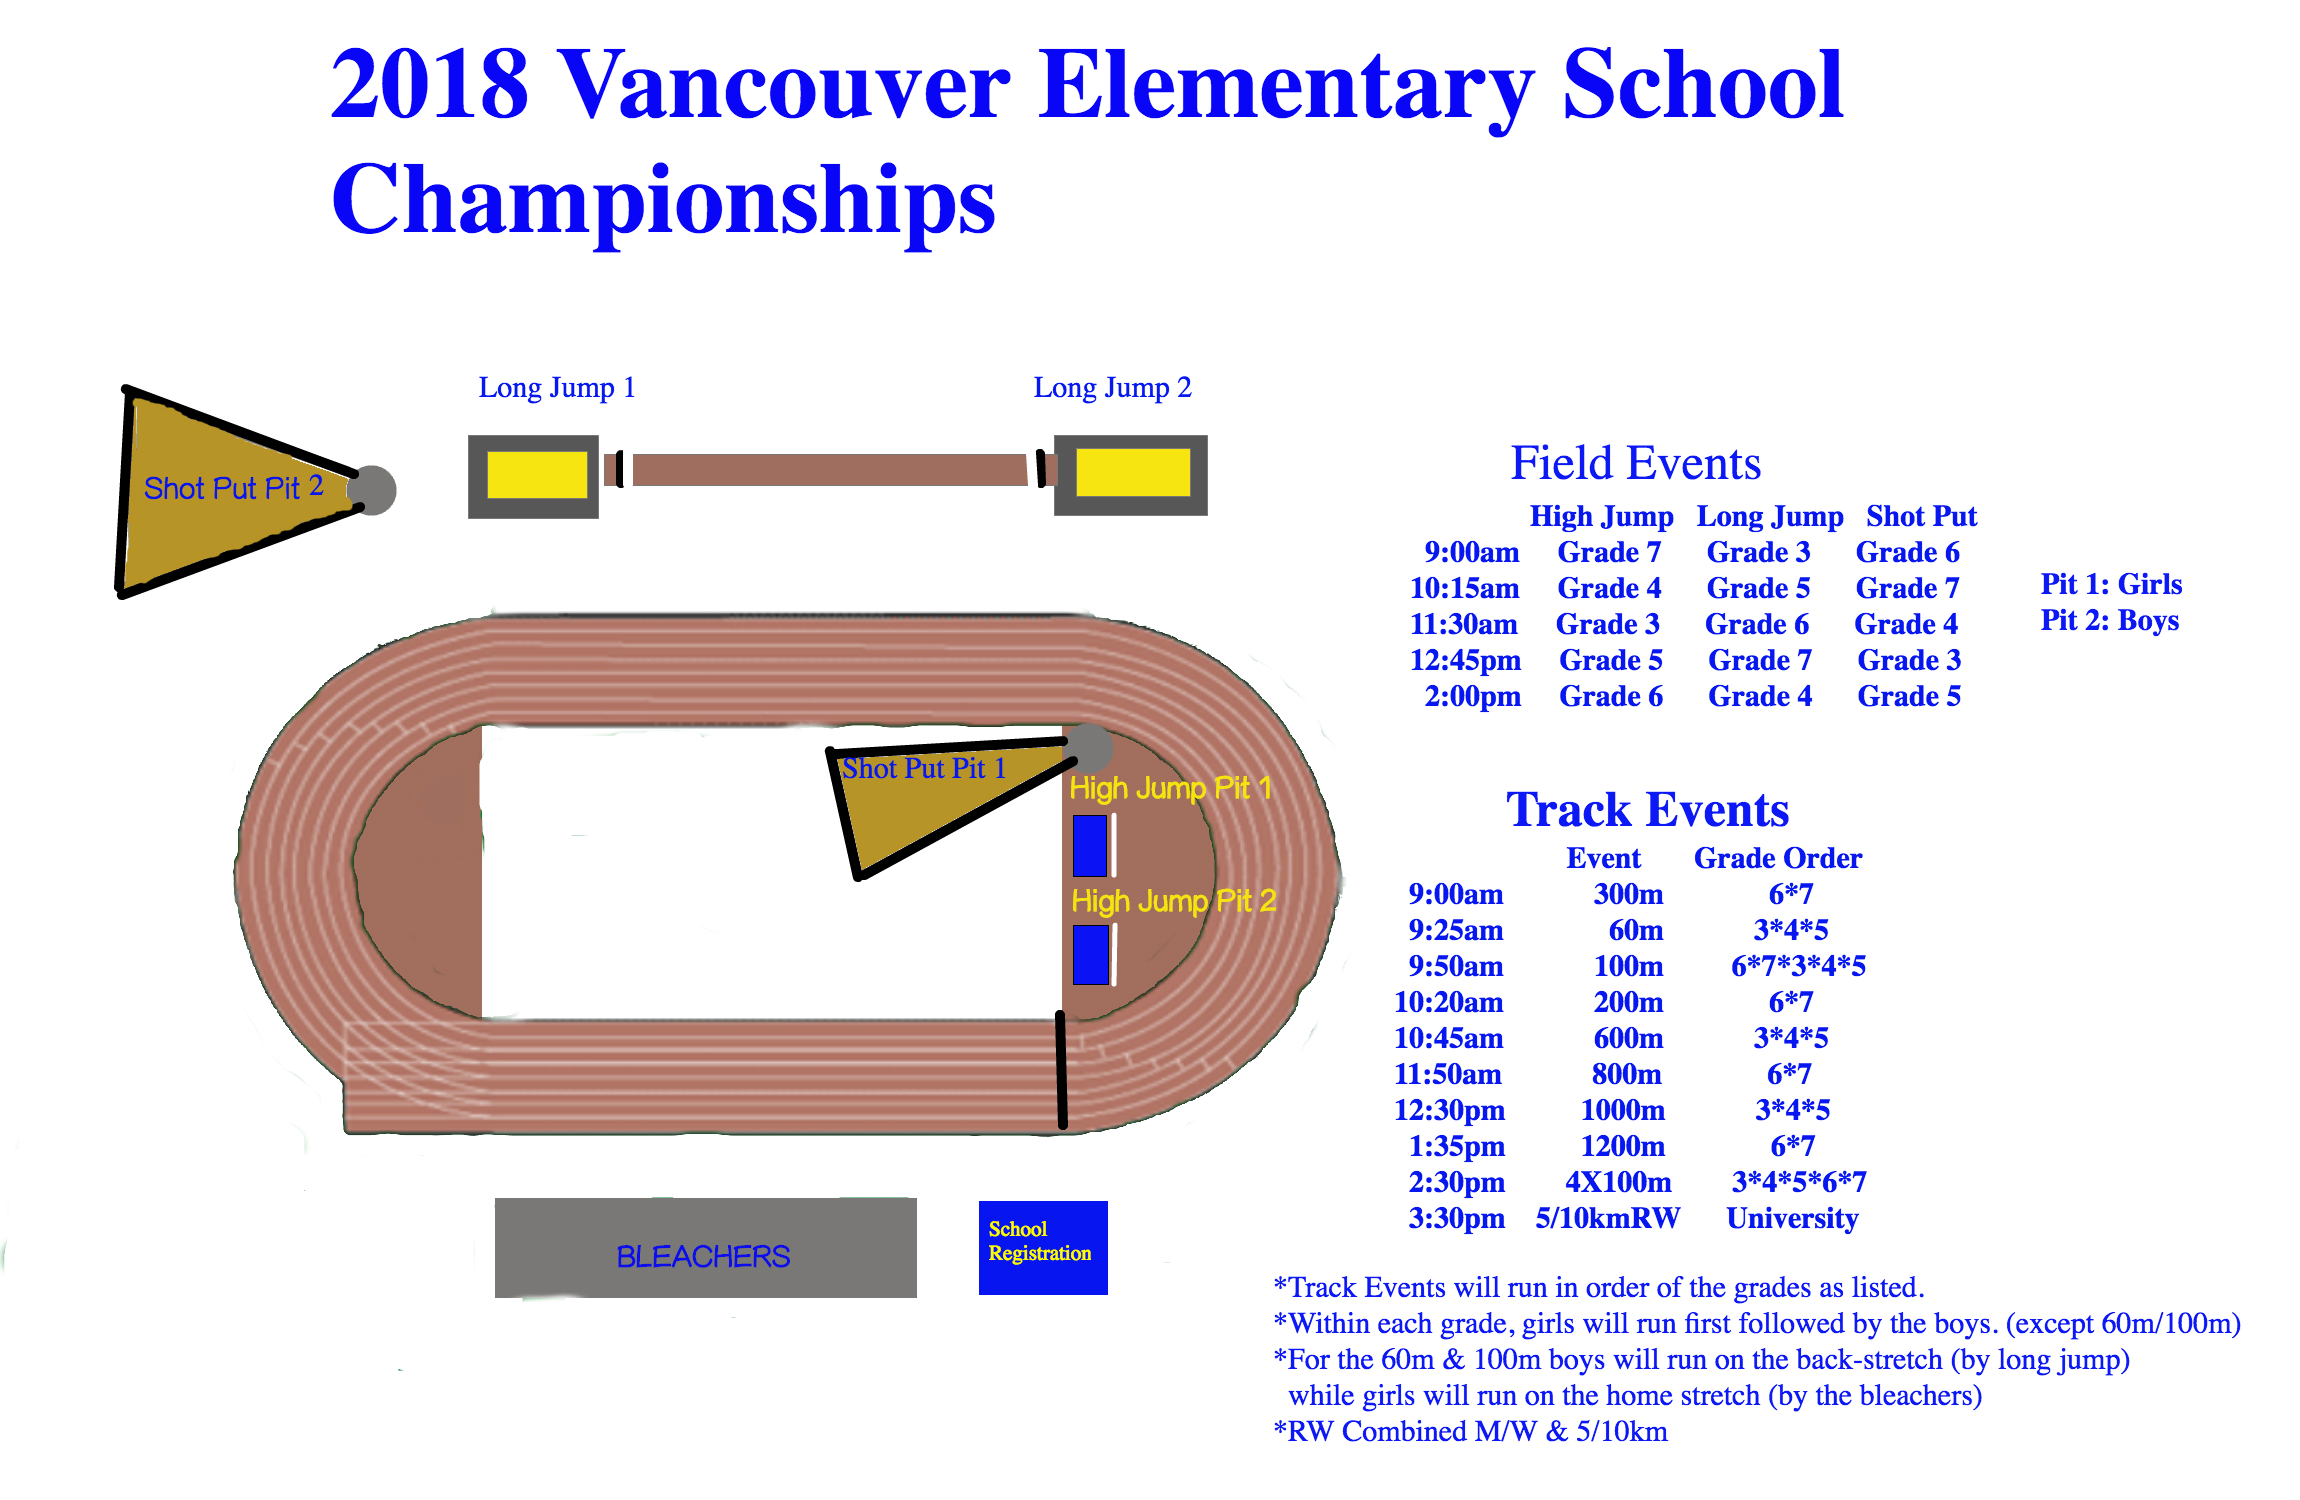 2018 Vancouver Elementary School
Championships
Long Jump 1
Long Jump 2
Shot Put Pit 2
Shot Put Pit 1
High Jump Pit 1
High Jump Pit 2
BLEACHERS
School
Registration
Field Events
High Jump Long Jump Shot Put
9:00am Grade 7 Grade 3 Grade 6
10:15am Grade 4 Grade 5 Grade 7
11:30am Grade 3 Grade 6 Grade 4
12:45pm Grade 5 Grade 7 Grade 3
2:00pm Grade 6 Grade 4 Grade 5
Pit 1: Girls
Pit 2: Boys
Track Events
Event Grade Order
9:00am 300m 6*7
9:25am 60m 3*4*5
9:50am 100m 6*7*3*4*5
10:20am 200m 6*7
10:45am 600m 3*4*5
11:50am 800m 6*7
12:30pm 1000m 3*4*5
1:35pm 1200m 6*7
2:30pm 4X100m 3*4*5*6*7
3:30pm 5/10kmRW University
*Track Events will run in order of the grades as listed.
*Within each grade, girls will run first followed by the boys. (except 60m/100m)
*For the 60m & 100m boys will run on the back-stretch (by long jump)
while girls will run on the home stretch (by the bleachers)
*RW Combined M/W & 5/10km